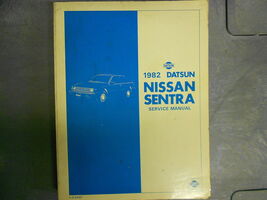 1982 DATSUN
NISSAN
SENTRA
SERVICE MANUAL